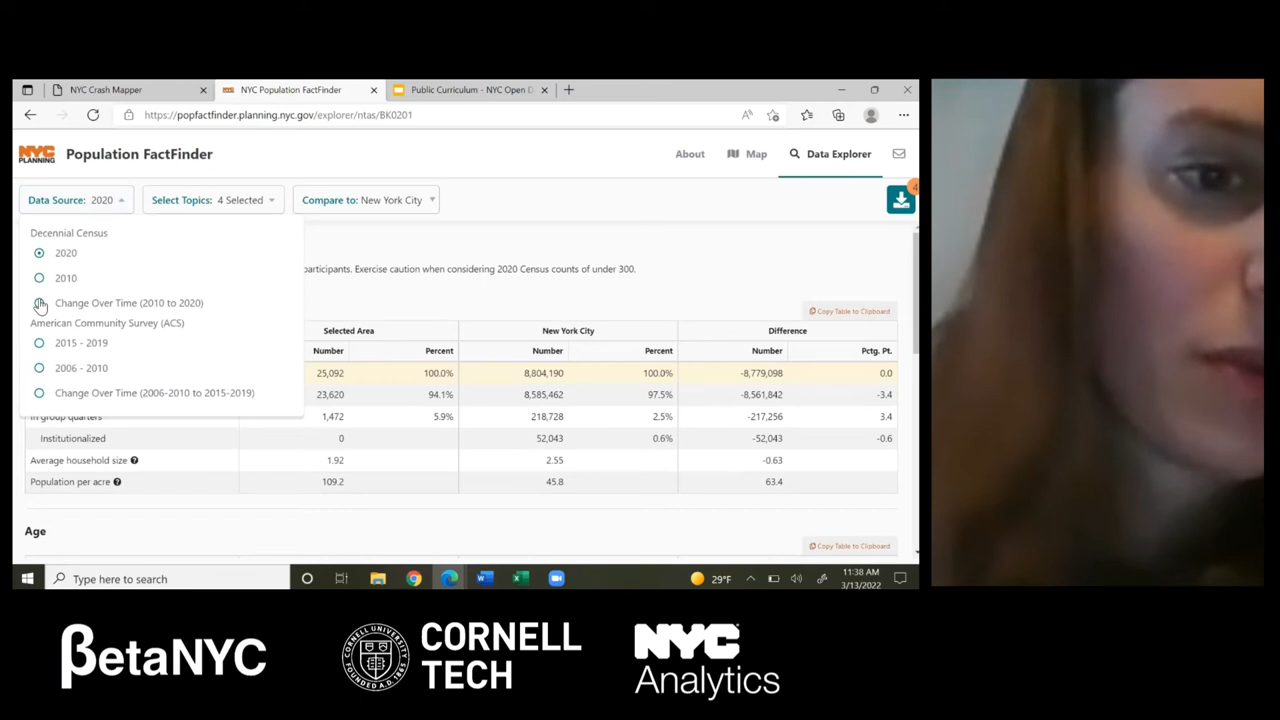 NYC Crash Mapper
NYC Population FactFinder
Public Curriculum - NYC Open D
https://popfactfinder.planning.nyc.gov/explorer/ntas/BK0201
NYC PLANNING
Population FactFinder
About
Map
Data Explorer
Data Source: 2020
Select Topics: 4 Selected
Compare to: New York City
4
Decennial Census
2020
2010
Change Over Time (2010 to 2020)
American Community Survey (ACS)
2015 - 2019
2006 - 2010
Change Over Time (2006-2010 to 2015-2019)
participants. Exercise caution when considering 2020 Census counts of under 300.
Copy Table to Clipboard
Selected Area New York City Difference
Number Percent Number Percent Number Pctg. Pt.
25,092 100.0% 8,804,190 100.0% -8,779,098 0.0
23,620 94.1% 8,585,462 97.5% -8,561,842 -3.4
In group quarters 1,472 5.9% 218,728 2.5% -217,256 3.4
Institutionalized 0 52,043 0.6% -52,043 -0.6
Average household size 1.92 2.55 -0.63
Population per acre 109.2 45.8 63.4
Age
Copy Table to Clipboard
Type here to search
29°F
11:38 AM
3/13/2022
βetaNYC
CORNELL
TECH
NYC
Analytics